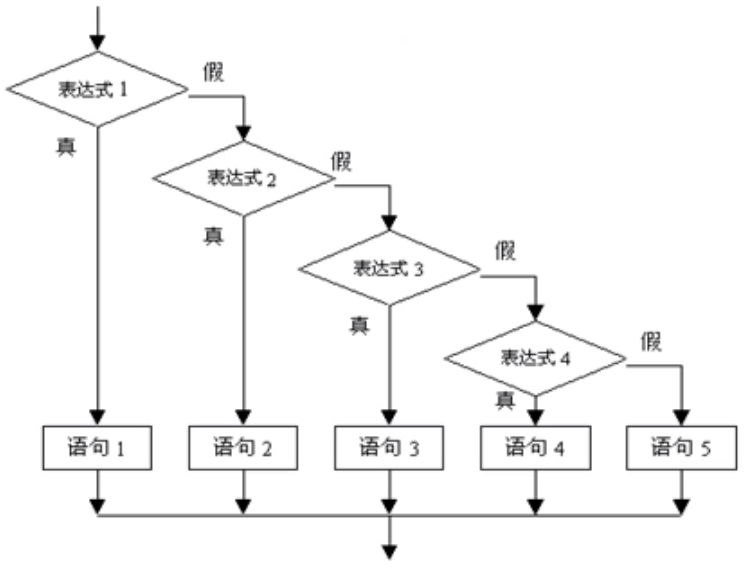 表达式 1
假
真
表达式 2
假
真
表达式 3
假
真
表达式 4
假
真
语句 1
语句 2
语句 3
语句 4
语句 5